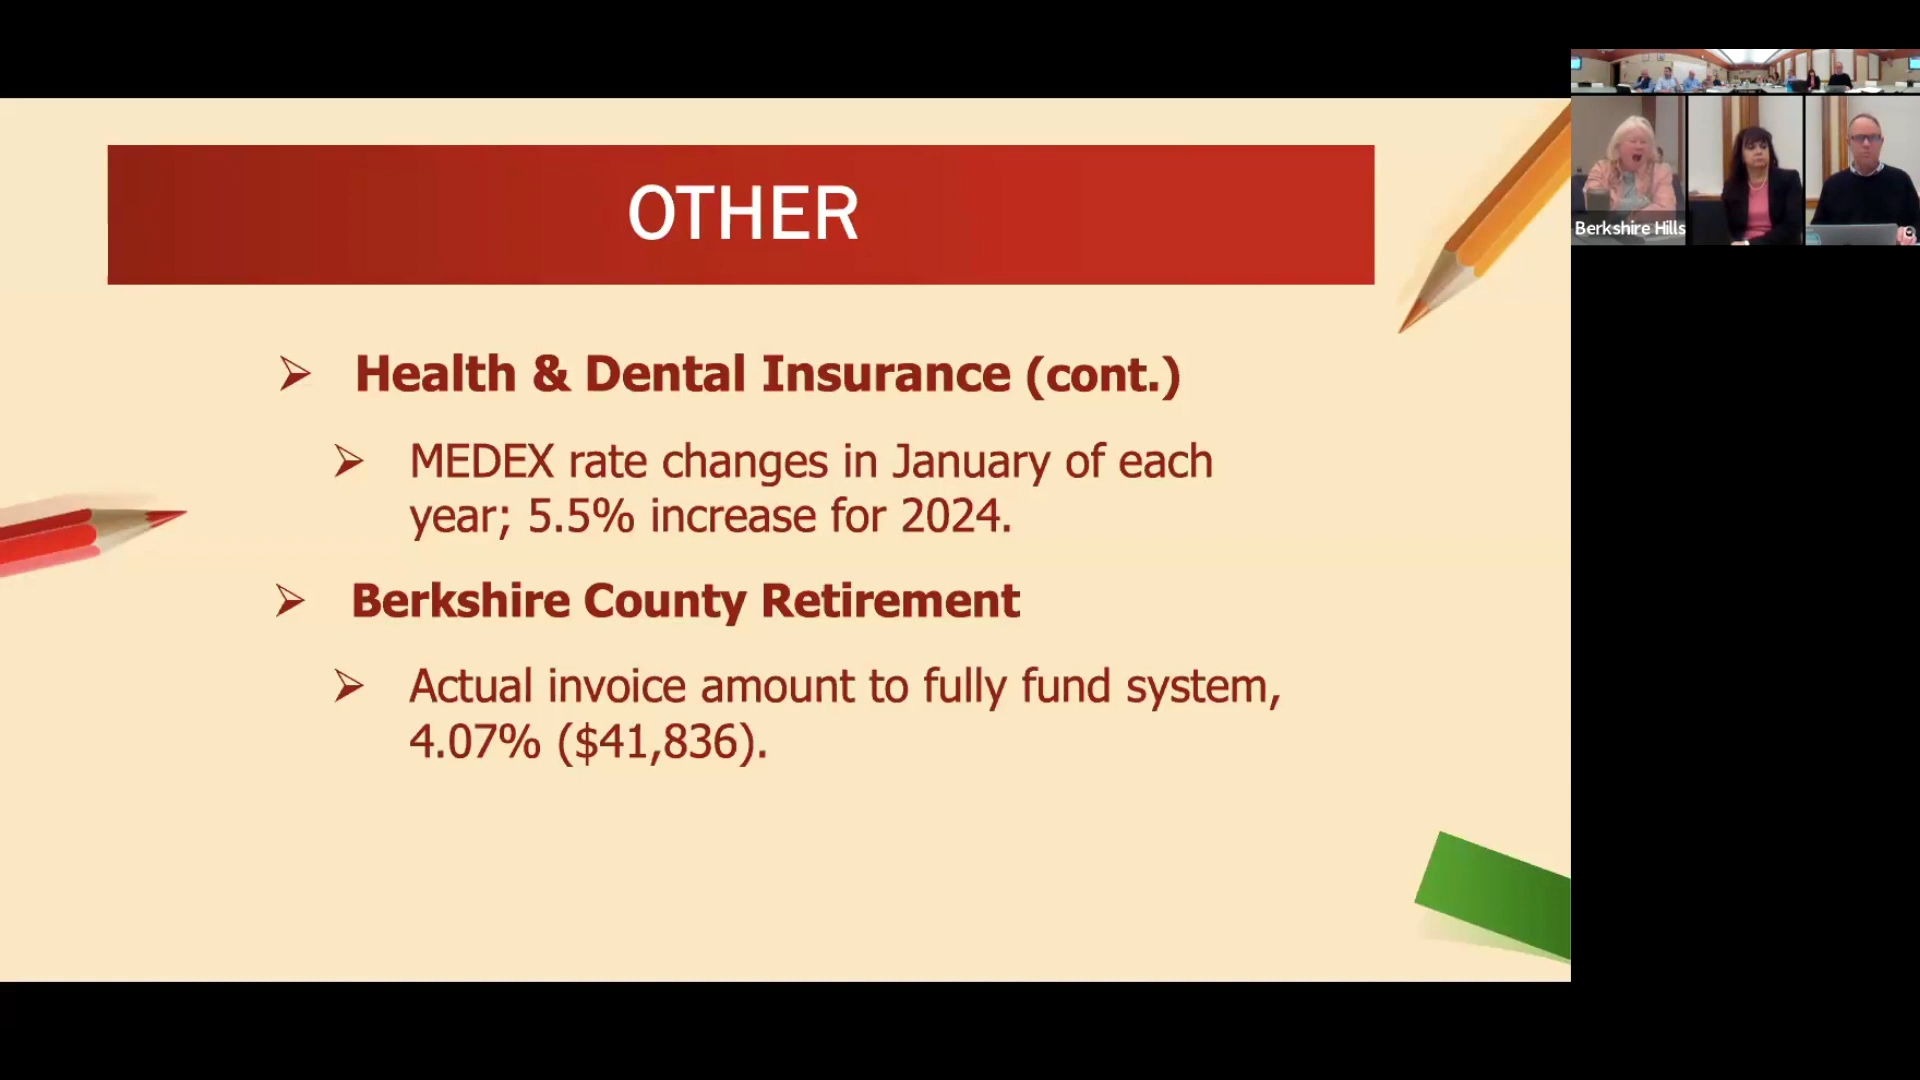 OTHER
Health & Dental Insurance (cont.)
MEDEX rate changes in January of each
year; 5.5% increase for 2024.
Berkshire County Retirement
Actual invoice amount to fully fund system,
4.07% ($41,836).
Berkshire Hills